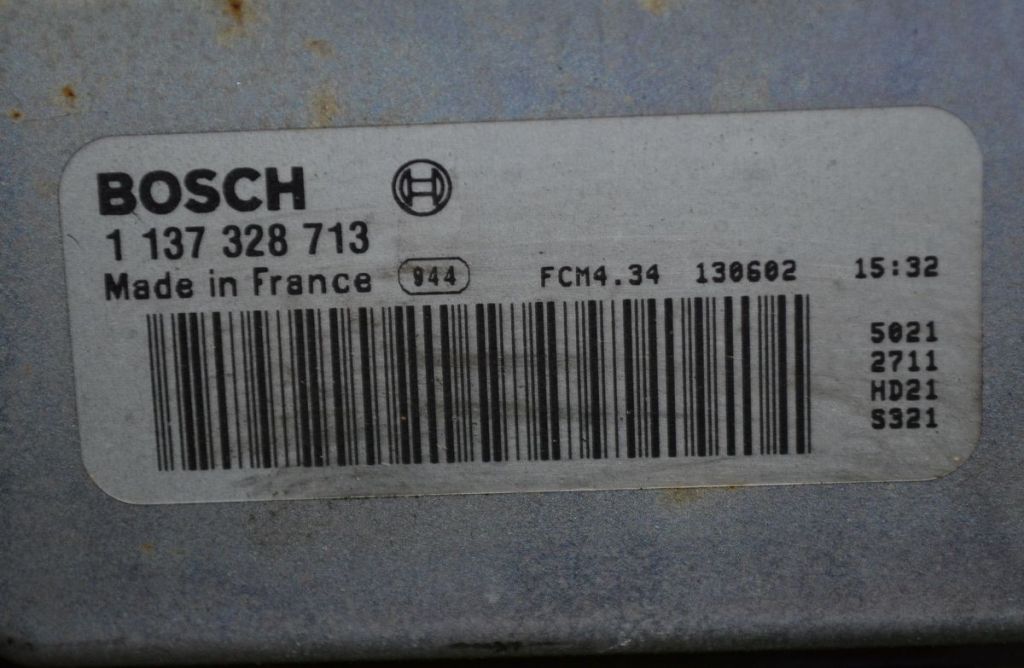 BOSCH
1 137 328 713
Made in France 944 FCM4.34 130602 15:32
5021
2711
HD21
S321